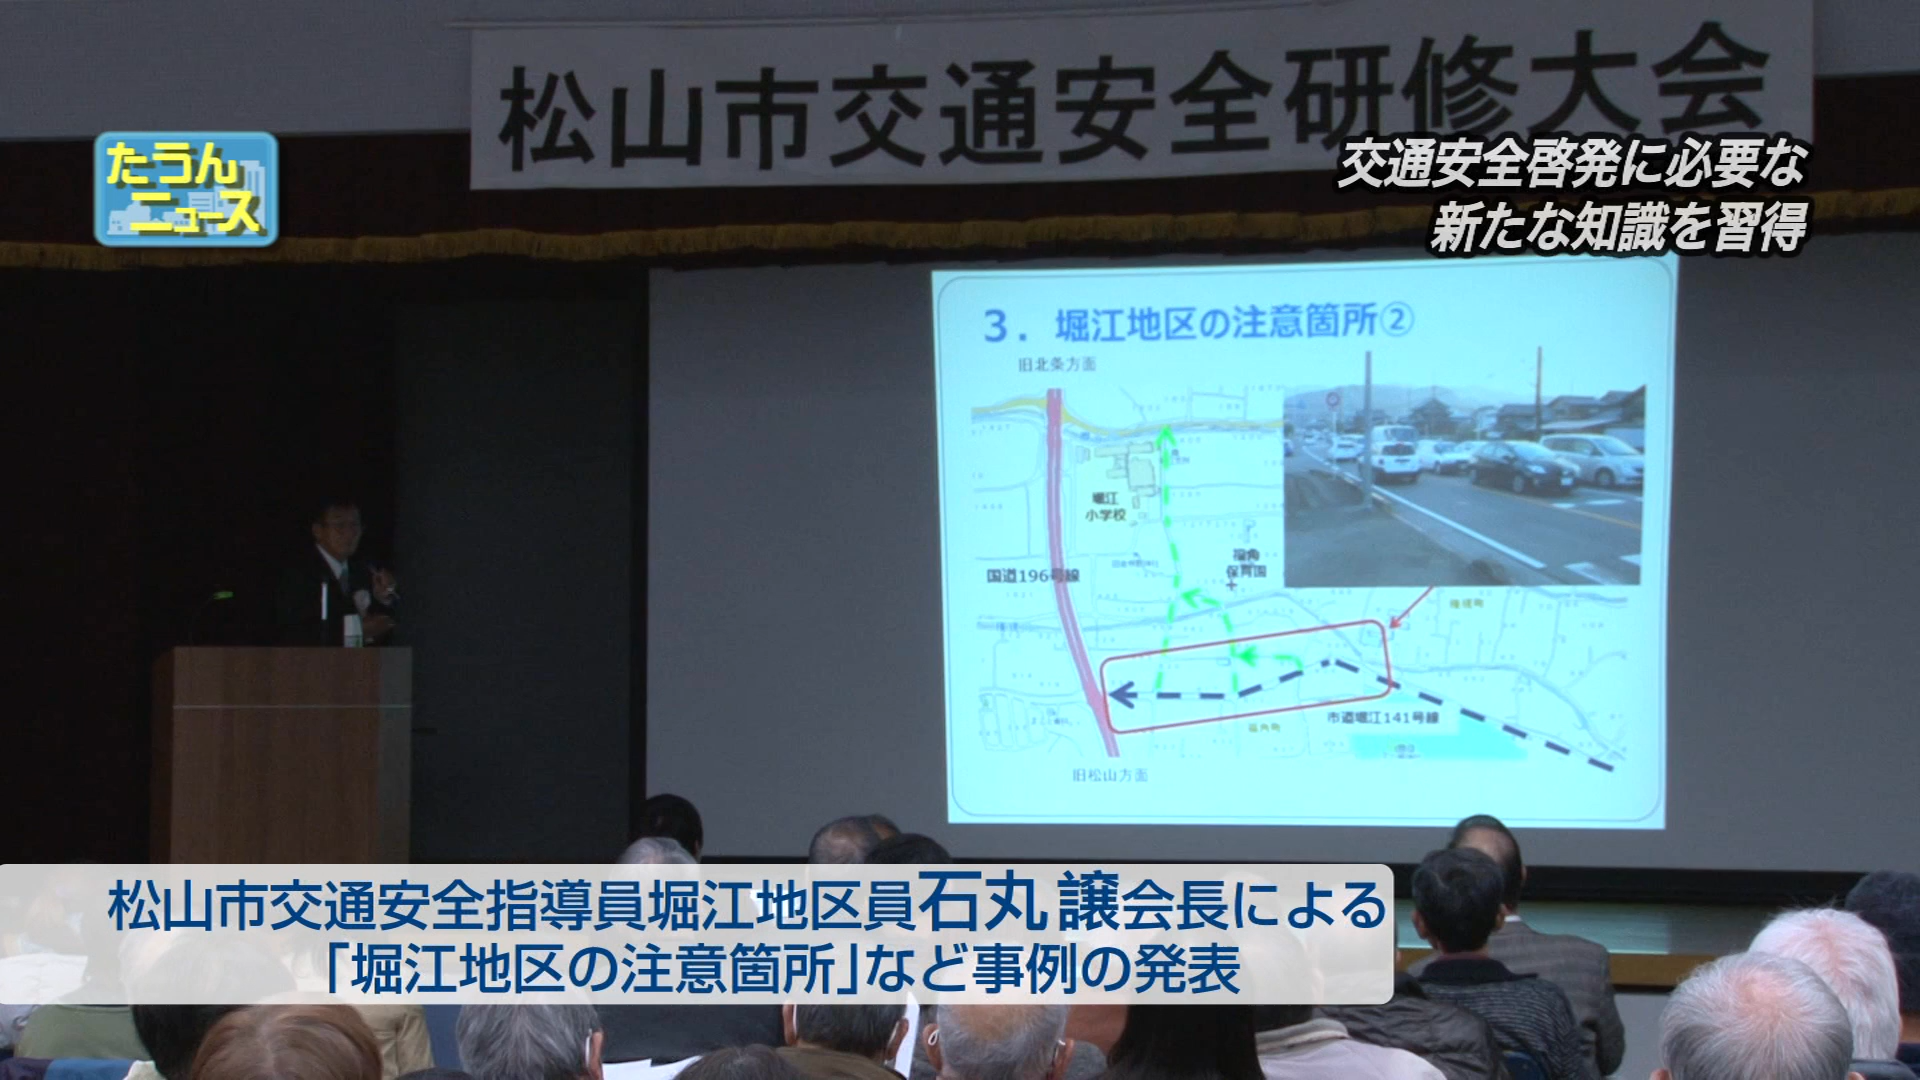 松山市交通安全研修大会
たうん
ニュース
交通安全啓発に必要な
新たな知識を習得
3．堀江地区の注意箇所②
旧北条方面
堀江
小学校
福角
保育園
国道196号線
市道堀江141号線
福角町
旧松山方面
松山市交通安全指導員堀江地区員石丸 譲会長による
「堀江地区の注意箇所」など事例の発表